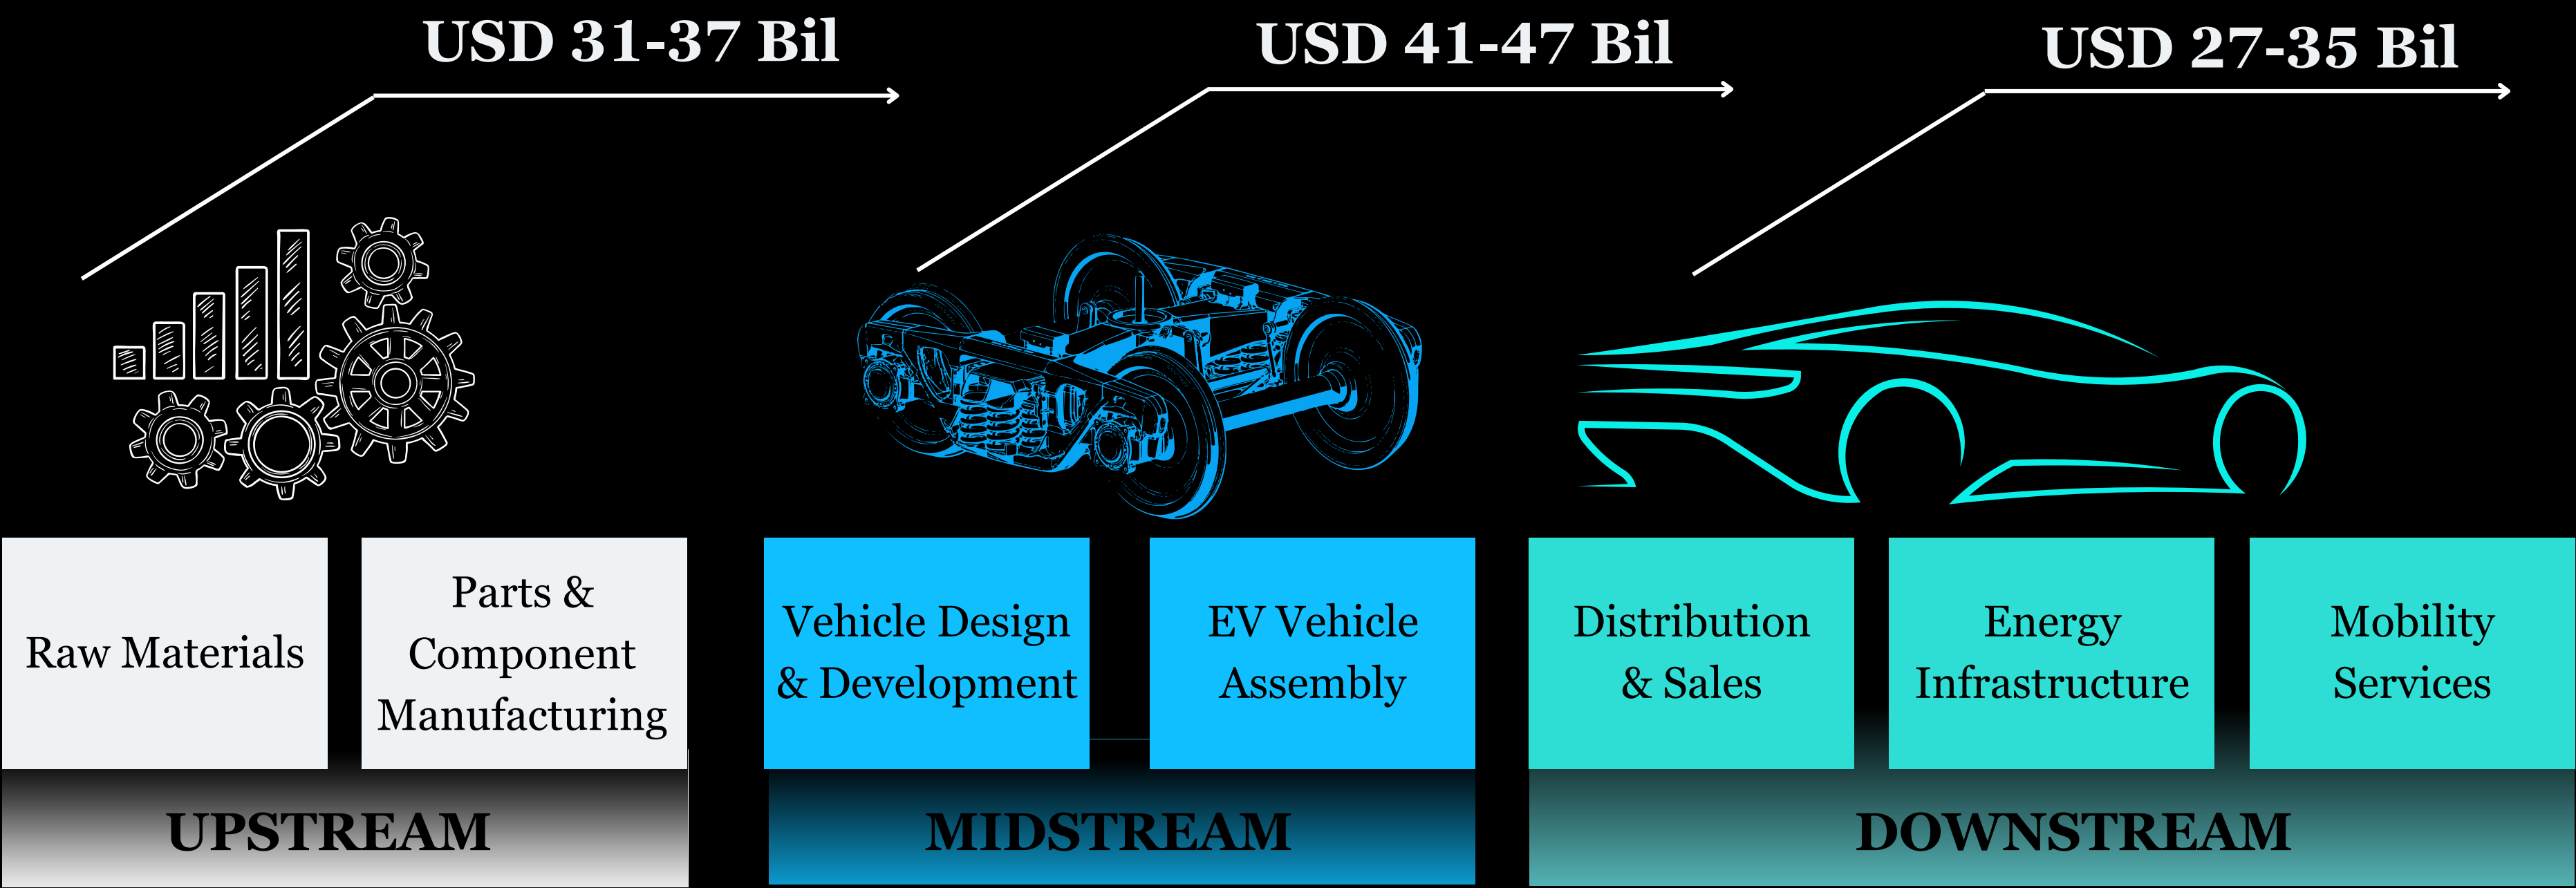 USD 31-37 Bil
USD 41-47 Bil
USD 27-35 Bil
Raw Materials
Parts &
Component
Manufacturing
Vehicle Design
& Development
EV Vehicle
Assembly
Distribution
& Sales
Energy
Infrastructure
Mobility
Services
UPSTREAM
MIDSTREAM
DOWNSTREAM